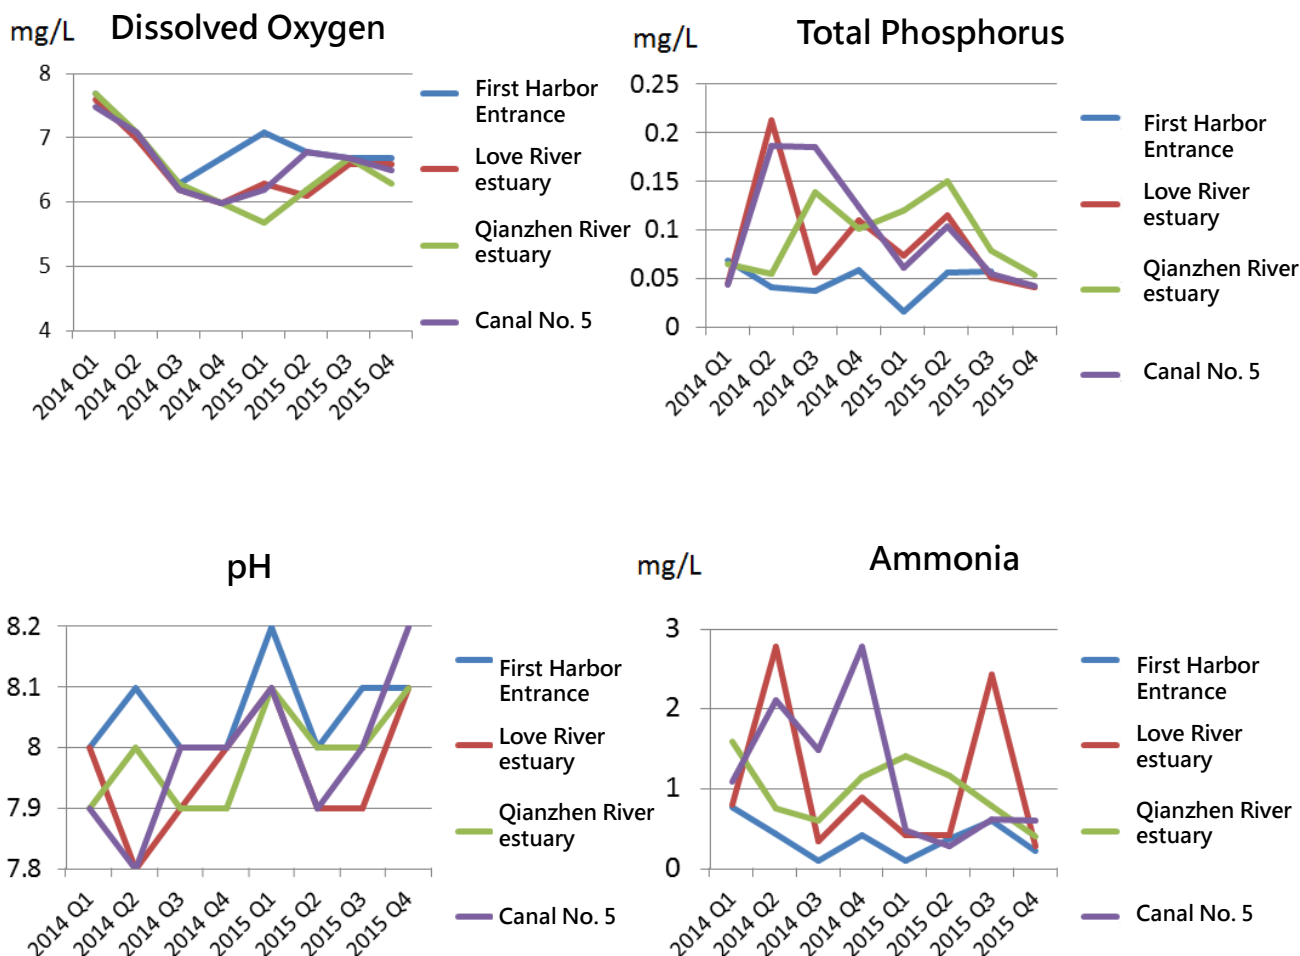 mg/L
Dissolved Oxygen
8
7
6
5
4
2014 Q1
2014 Q2
2014 Q3
2014 Q4
2015 Q1
2015 Q2
2015 Q3
2015 Q4
First Harbor
Entrance
Love River
estuary
Qianzhen River
estuary
Canal No. 5
mg/L
Total Phosphorus
0.25
0.2
0.15
0.1
0.05
0
2014 Q1
2014 Q2
2014 Q3
2014 Q4
2015 Q1
2015 Q2
2015 Q3
2015 Q4
First Harbor
Entrance
Love River
estuary
Qianzhen River
estuary
Canal No. 5
pH
8.2
8.1
8
7.9
7.8
2014 Q1
2014 Q2
2014 Q3
2014 Q4
2015 Q1
2015 Q2
2015 Q3
2015 Q4
First Harbor
Entrance
Love River
estuary
Qianzhen River
estuary
Canal No. 5
mg/L
Ammonia
3
2
1
0
2014 Q1
2014 Q2
2014 Q3
2014 Q4
2015 Q1
2015 Q2
2015 Q3
2015 Q4
First Harbor
Entrance
Love River
estuary
Qianzhen River
estuary
Canal No. 5